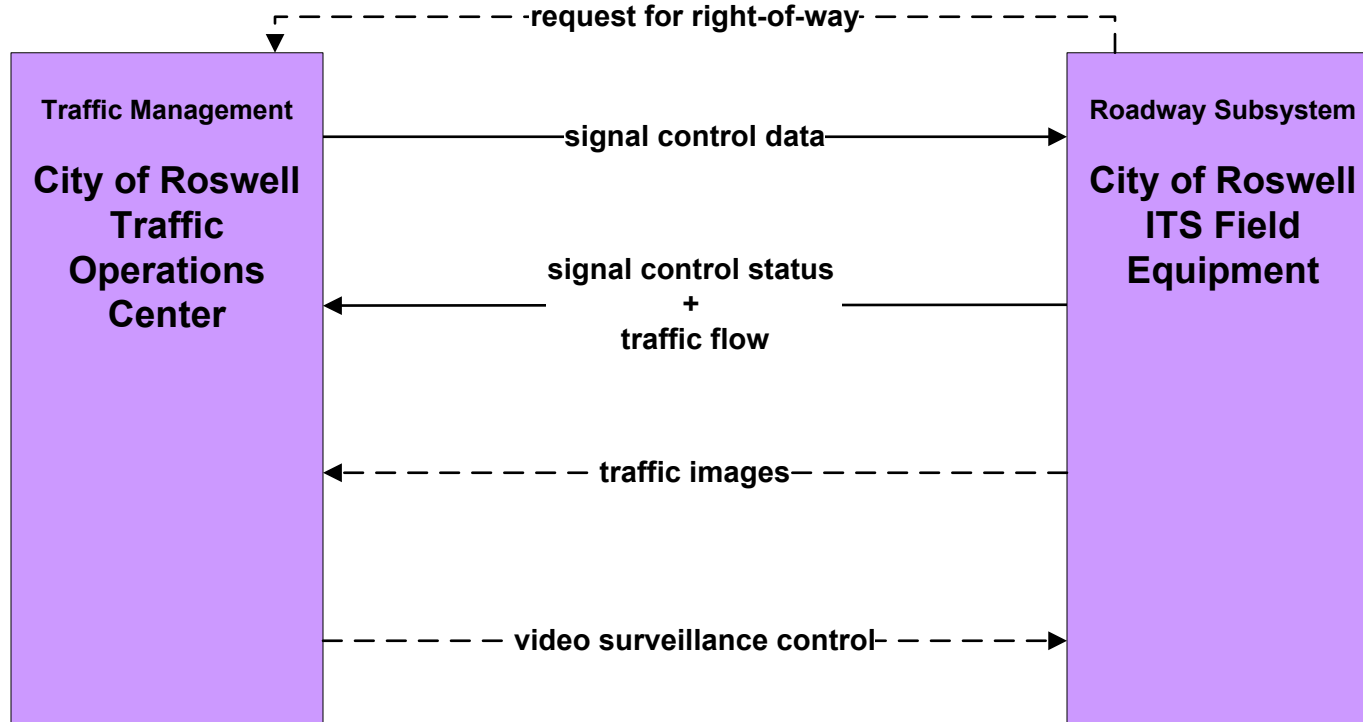 request for right-of-way
Traffic Management
City of Roswell
Traffic
Operations
Center
signal control data
signal control status
+
traffic flow
traffic images
video surveillance control
Roadway Subsystem
City of Roswell
ITS Field
Equipment